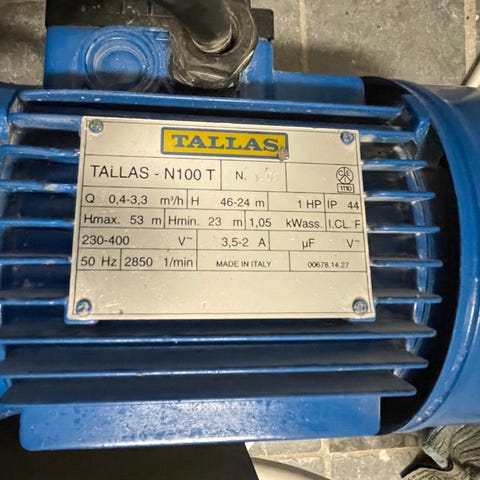 TALLAS
TALLAS - N100 T N.
Q 0,4-3,3 m³/h H 46-24 m 1 HP IP 44
Hmax. 53 m Hmin. 23 m 1,05 kWass. I.CL. F
230-400 V~ 3,5-2 A µF V~
50 Hz 2850 1/min MADE IN ITALY 00678.14.27